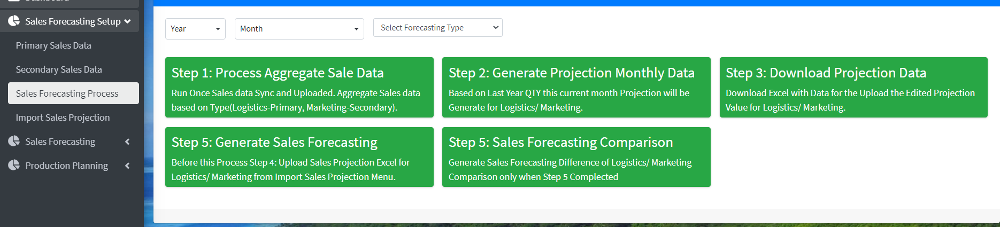 Dashboard
Sales Forecasting Setup
Primary Sales Data
Secondary Sales Data
Sales Forecasting Process
Import Sales Projection
Sales Forecasting
Production Planning
Year
Month
Select Forecasting Type
Step 1: Process Aggregate Sale Data
Run Once Sales data Sync and Uploaded. Aggregate Sales data
based on Type(Logistics-Primary, Marketing-Secondary).
Step 2: Generate Projection Monthly Data
Based on Last Year QTY this current month Projection will be
Generate for Logistics/ Marketing.
Step 3: Download Projection Data
Download Excel with Data for the Upload the Edited Projection
Value for Logistics/ Marketing.
Step 5: Generate Sales Forecasting
Before this Process Step 4: Upload Sales Projection Excel for
Logistics/ Marketing from Import Sales Projection Menu.
Step 5: Sales Forecasting Comparison
Generate Sales Forecasting Difference of Logistics/ Marketing
Comparison only when Step 5 Complected